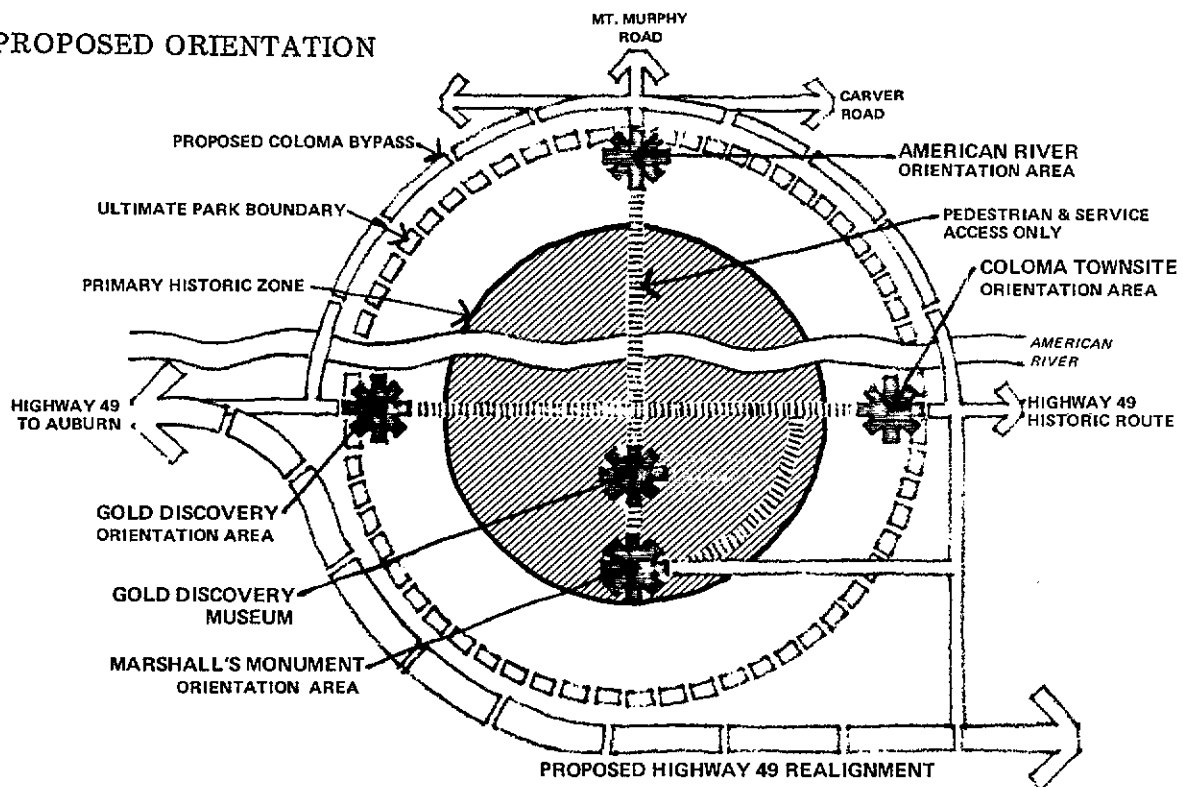 PROPOSED ORIENTATION
MT. MURPHY
ROAD
CARVER
ROAD
PROPOSED COLOMA BYPASS
AMERICAN RIVER
ORIENTATION AREA
ULTIMATE PARK BOUNDARY
PEDESTRIAN & SERVICE
ACCESS ONLY
COLOMA TOWNSITE
ORIENTATION AREA
PRIMARY HISTORIC ZONE
AMERICAN
RIVER
HIGHWAY 49
TO AUBURN
HIGHWAY 49
HISTORIC ROUTE
GOLD DISCOVERY
ORIENTATION AREA
GOLD DISCOVERY
MUSEUM
MARSHALL'S MONUMENT
ORIENTATION AREA
PROPOSED HIGHWAY 49 REALIGNMENT